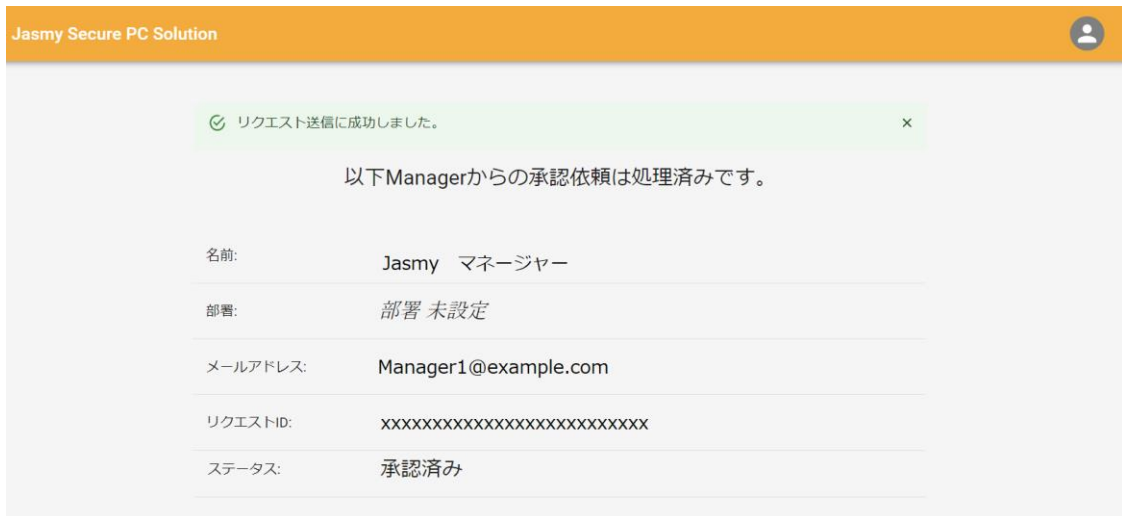 Jasmy Secure PC Solution
リクエスト送信に成功しました。 ×
以下Managerからの承認依頼は処理済みです。
名前: Jasmy　マネージャー
部署: 部署 未設定
メールアドレス: Manager1@example.com
リクエストID: xxxxxxxxxxxxxxxxxxxxxxxxxx
ステータス: 承認済み